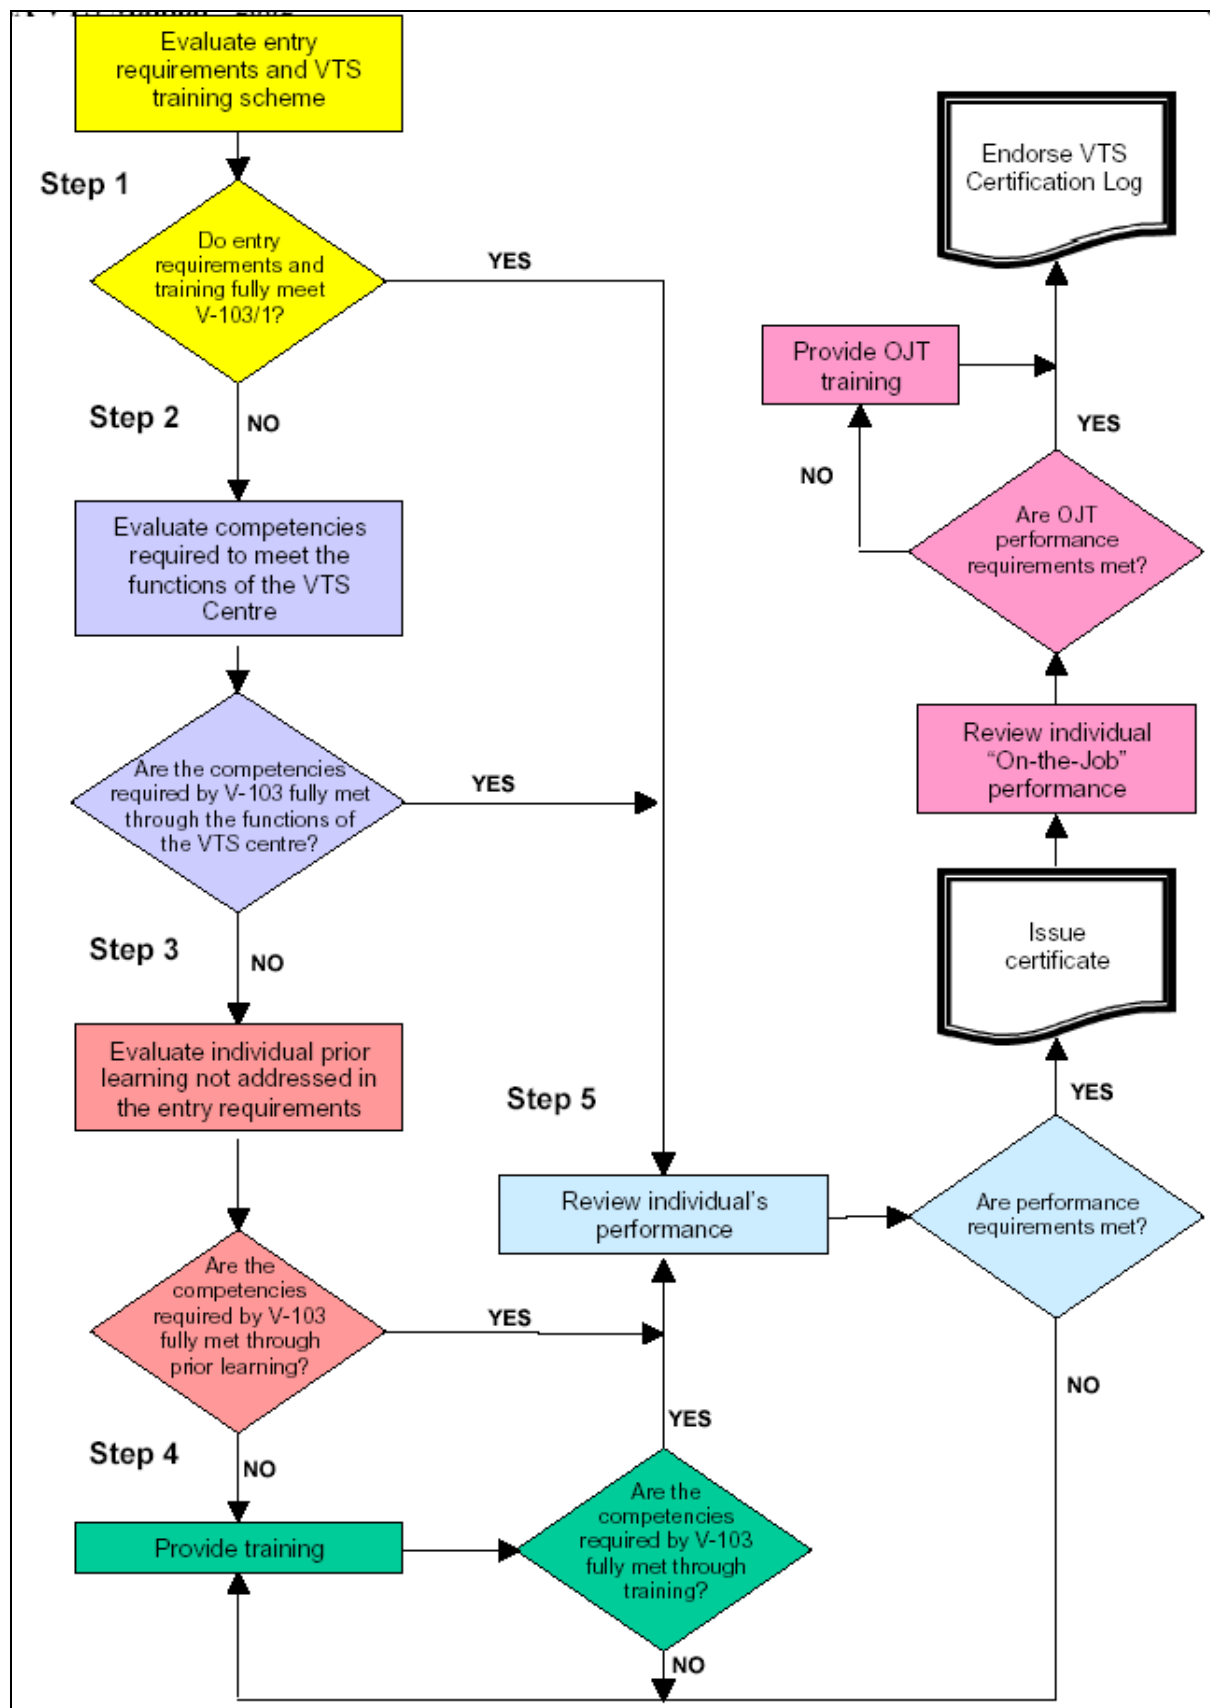 Evaluate entry
requirements and VTS
training scheme
Step 1
Do entry
requirements and
training fully meet
V-103/1?
YES
Step 2
NO
Evaluate competencies
required to meet the
functions of the VTS
Centre
Are the competencies
required by V-103 fully met
through the functions of
the VTS centre?
YES
Step 3
NO
Evaluate individual prior
learning not addressed in
the entry requirements
Are the
competencies
required by V-103
fully met through
prior learning?
YES
Step 4
NO
Provide training
Are the
competencies
required by V-103
fully met through
training?
YES
NO
Step 5
Review individual's
performance
Are performance
requirements met?
NO
YES
Issue
certificate
Review individual
“On-the-Job”
performance
Are OJT
performance
requirements met?
NO
YES
Provide OJT
training
Endorse VTS
Certification Log